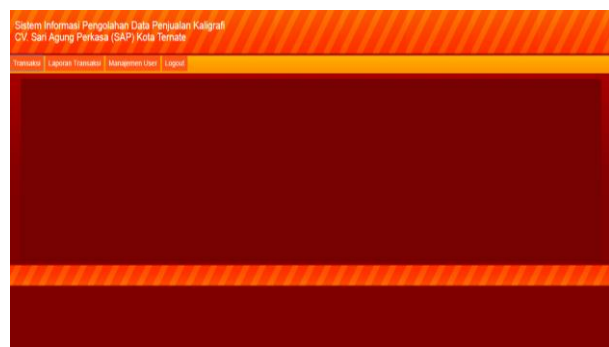 Sistem Informasi Pengolahan Data Penjualan Kaligrafi
CV. Sari Agung Perkasa (SAP) Kota Ternate
Transaksi Laporan Transaksi Manajemen User Logout